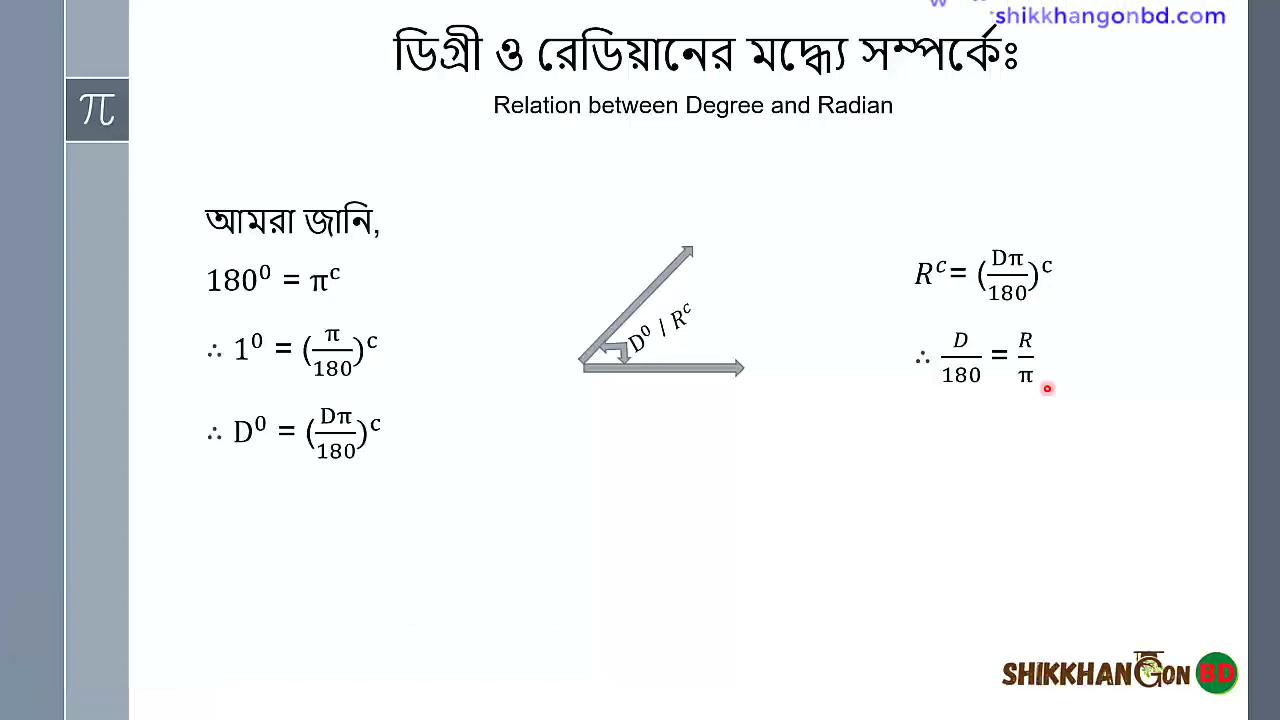 shikkhangonbd.com
ডিগ্রী ও রেডিয়ানের মদ্ধ্যে সম্পর্কেঃ
Relation between Degree and Radian
π
আমরা জানি,
180⁰ = πᶜ
∴ 1⁰ = (π/180)ᶜ
∴ D⁰ = (Dπ/180)ᶜ
D⁰ / Rᶜ
Rᶜ= (Dπ/180)ᶜ
∴ D/180 = R/π
SHIKKHANGON BD